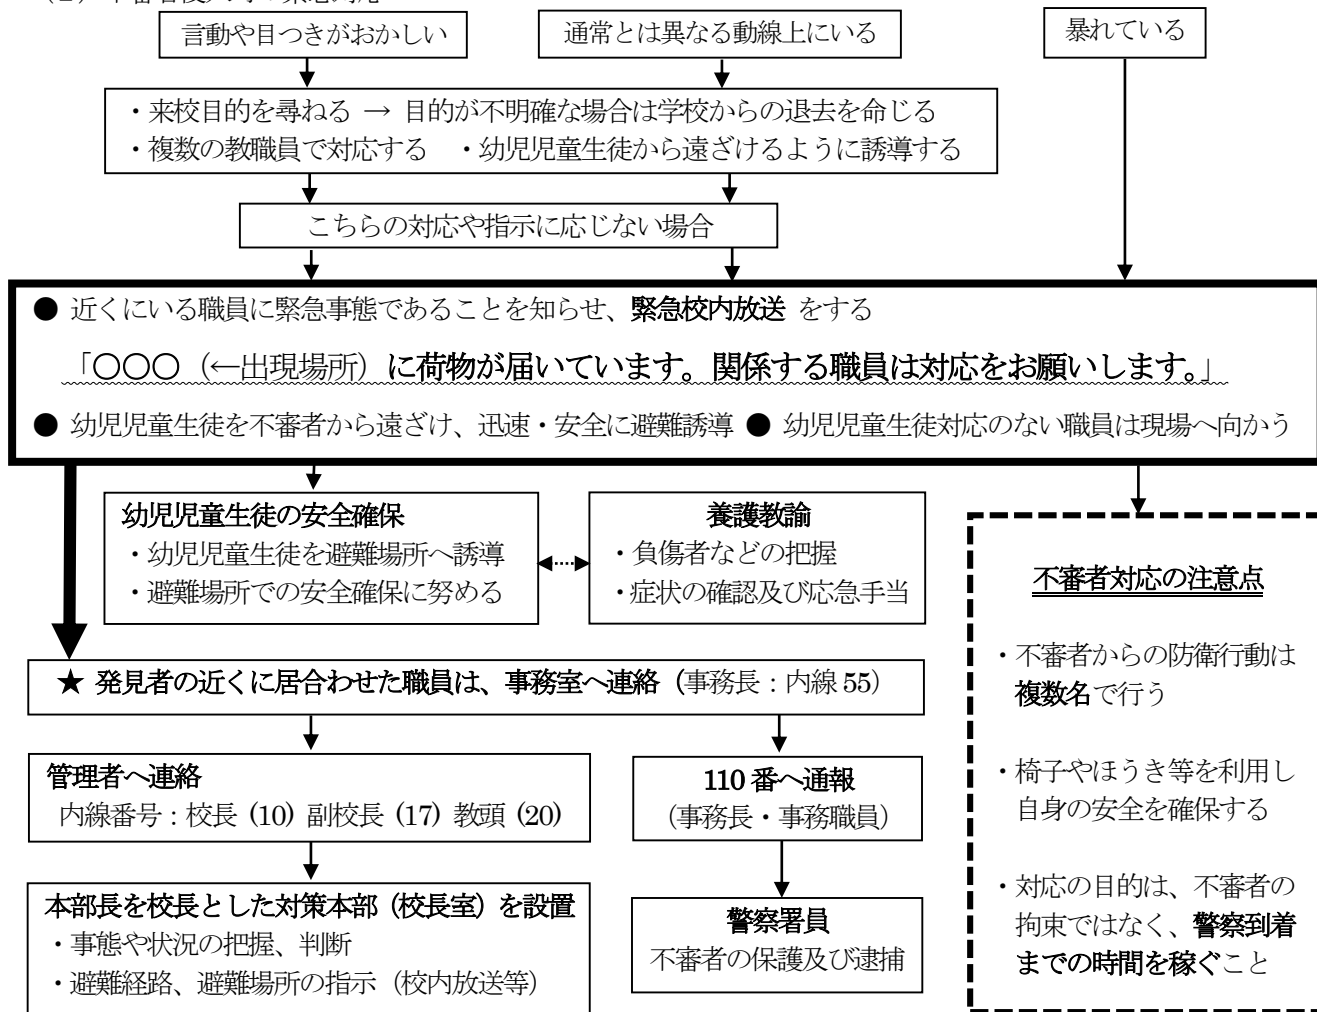 言動や目つきがおかしい
通常とは異なる動線上にいる
暴れている
・来校目的を尋ねる → 目的が不明確な場合は学校からの退去を命じる
・複数の教職員で対応する ・幼児児童生徒から遠ざけるように誘導する
こちらの対応や指示に応じない場合
● 近くにいる職員に緊急事態であることを知らせ、緊急校内放送 をする
「〇〇〇（←出現場所）に荷物が届いています。関係する職員は対応をお願いします。」
● 幼児児童生徒を不審者から遠ざけ、迅速・安全に避難誘導 ● 幼児児童生徒対応のない職員は現場へ向かう
幼児児童生徒の安全確保
・幼児児童生徒を避難場所へ誘導
・避難場所での安全確保に努める
養護教諭
・負傷者などの把握
・症状の確認及び応急手当
★ 発見者の近くに居合わせた職員は、事務室へ連絡（事務長：内線 55）
管理者へ連絡
内線番号：校長 (10) 副校長 (17) 教頭 (20)
110 番へ通報
（事務長・事務職員）
本部長を校長とした対策本部（校長室）を設置
・事態や状況の把握、判断
・避難経路、避難場所の指示（校内放送等）
警察署員
不審者の保護及び逮捕
不審者対応の注意点
・不審者からの防衛行動は
複数名で行う
・椅子やほうき等を利用し
自身の安全を確保する
・対応の目的は、不審者の
拘束ではなく、警察到着
までの時間を稼ぐこと